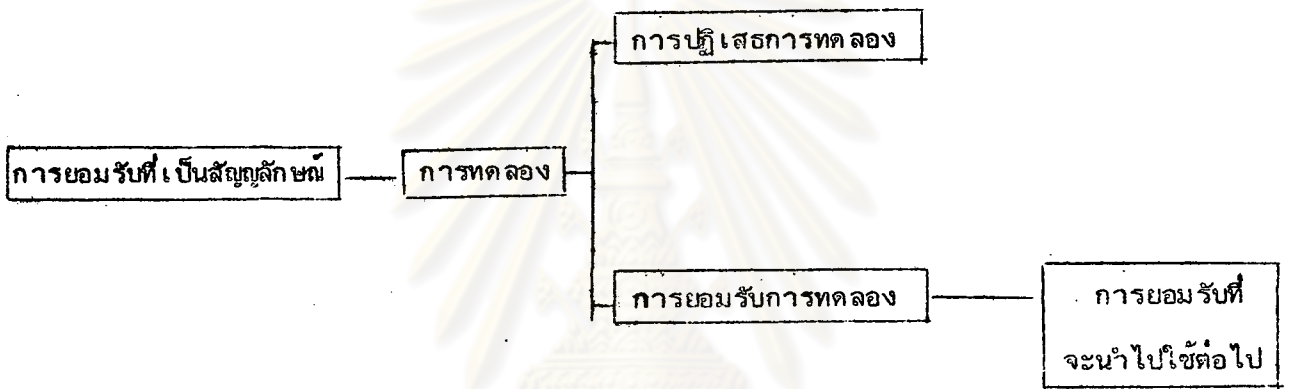 การปฏิเสธการทดลอง
การยอมรับที่เป็นสัญญลักษณ์
การทดลอง
การยอมรับการทดลอง
การยอมรับที่
จะนำไปใช้ต่อไป